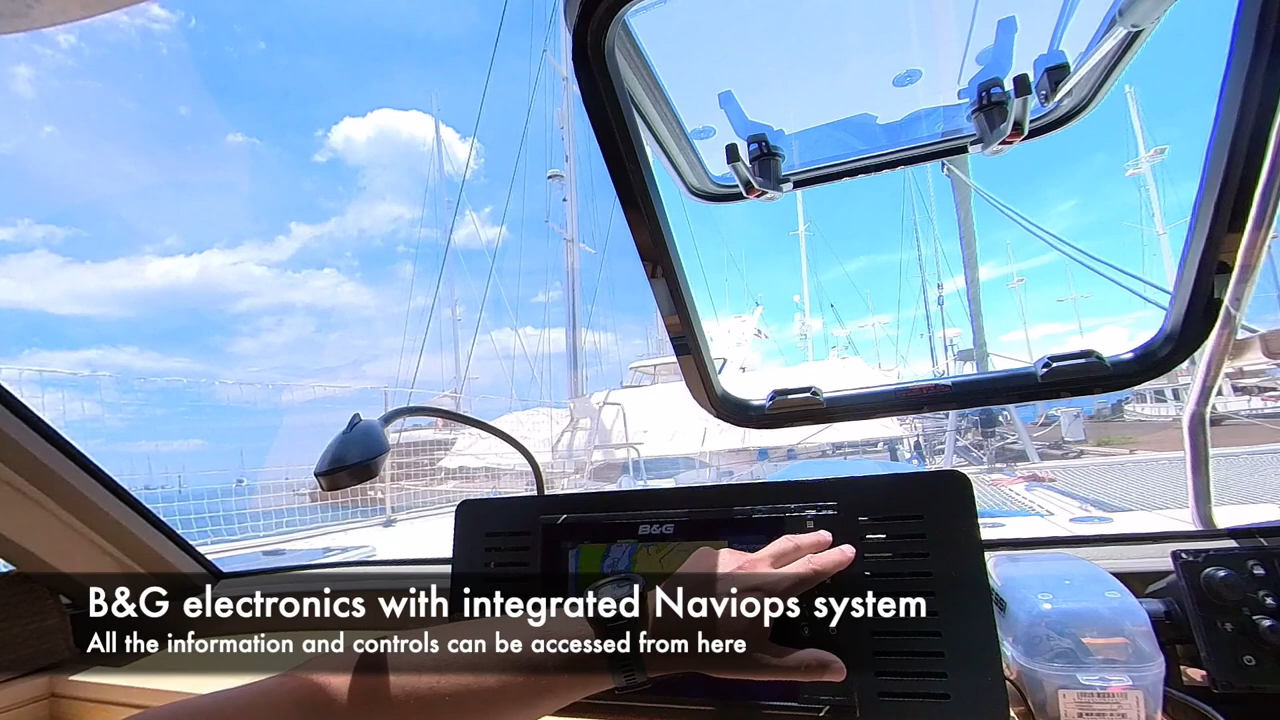 B&G
B&G electronics with integrated Naviops system
All the information and controls can be accessed from here